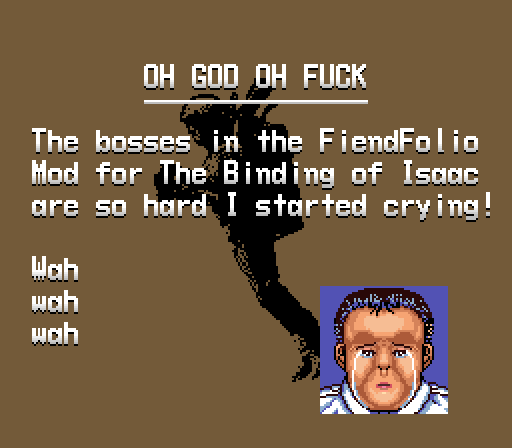 OH GOD OH FUCK
The bosses in the FiendFolio
Mod for The Binding of Isaac
are so hard I started crying!
Wah
wah
wah